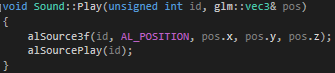 void Sound::Play(unsigned int id, glm::vec3& pos)
{
    alSource3f(id, AL_POSITION, pos.x, pos.y, pos.z);
    alSourcePlay(id);
}